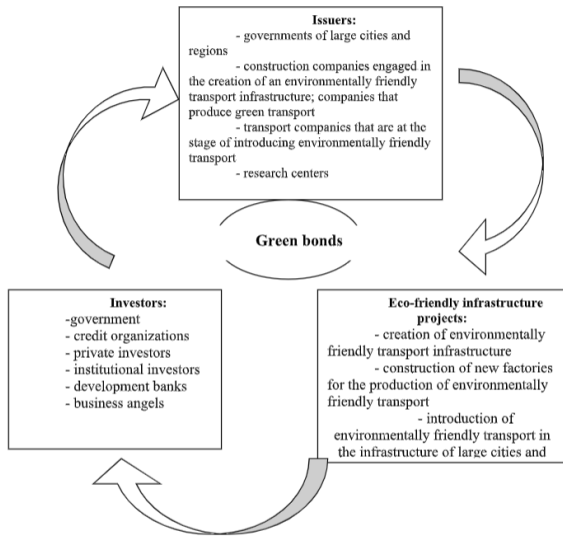 Issuers:
- governments of large cities and
regions
- construction companies engaged in
the creation of an environmentally friendly
transport infrastructure; companies that
produce green transport
- transport companies that are at the
stage of introducing environmentally friendly
transport
- research centers
Green bonds
Investors:
-government
- credit organizations
- private investors
- institutional investors
- development banks
- business angels
Eco-friendly infrastructure
projects:
- creation of environmentally
friendly transport infrastructure
- construction of new factories
for the production of environmentally
friendly transport
- introduction of
environmentally friendly transport in
the infrastructure of large cities and